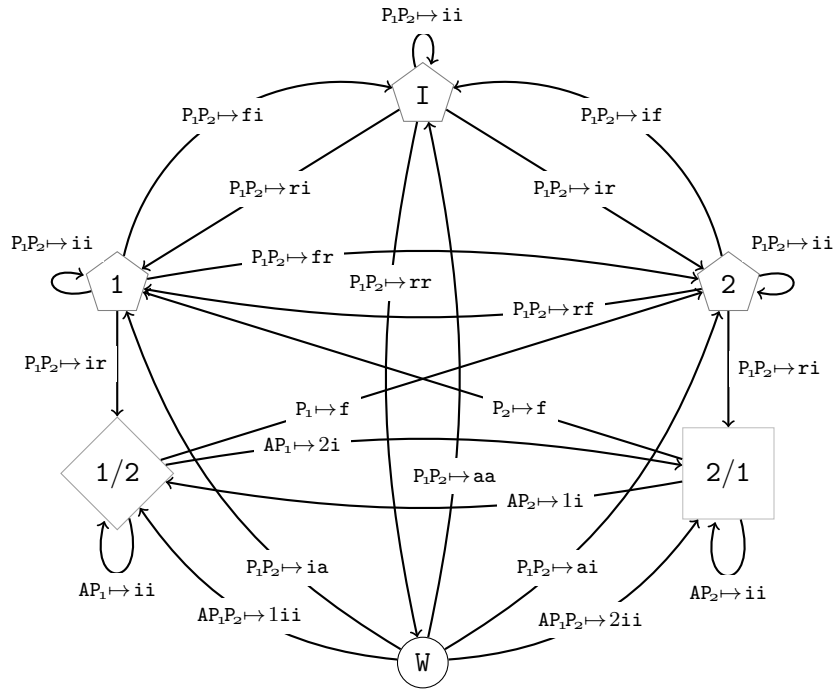 P₁P₂↦ii
I
P₁P₂↦fi
P₁P₂↦if
P₁P₂↦ri
P₁P₂↦ir
P₁P₂↦ii
P₁P₂↦ii
P₁P₂↦fr
P₁P₂↦rr
1
2
P₁P₂↦rf
P₁P₂↦ir
P₁P₂↦ri
P₁↦f
P₂↦f
AP₁↦2i
1/2
2/1
P₁P₂↦aa
AP₂↦1i
P₁P₂↦ia
P₁P₂↦ai
AP₁↦ii
AP₂↦ii
AP₁P₂↦1ii
AP₁P₂↦2ii
W